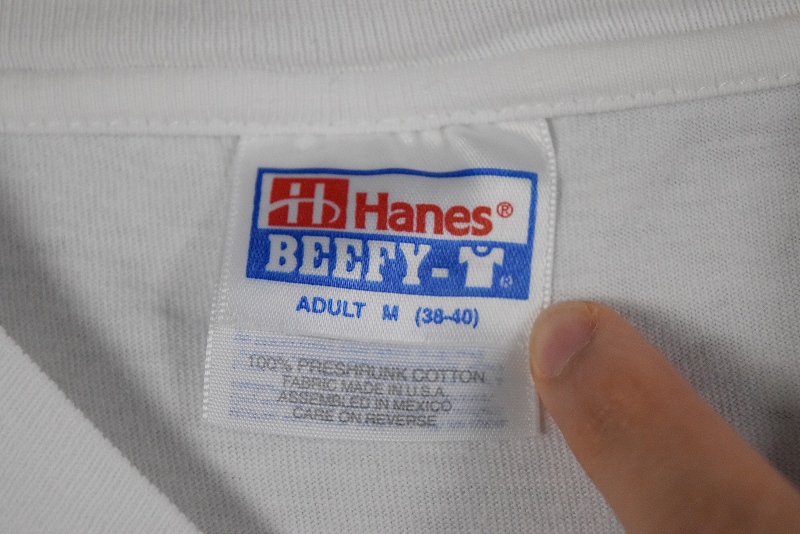 Hanes®
BEEFY-
ADULT M (38-40)
100% PRESHRUNK COTTON
FABRIC MADE IN U.S.A.
ASSEMBLED IN MEXICO
CARE ON REVERSE